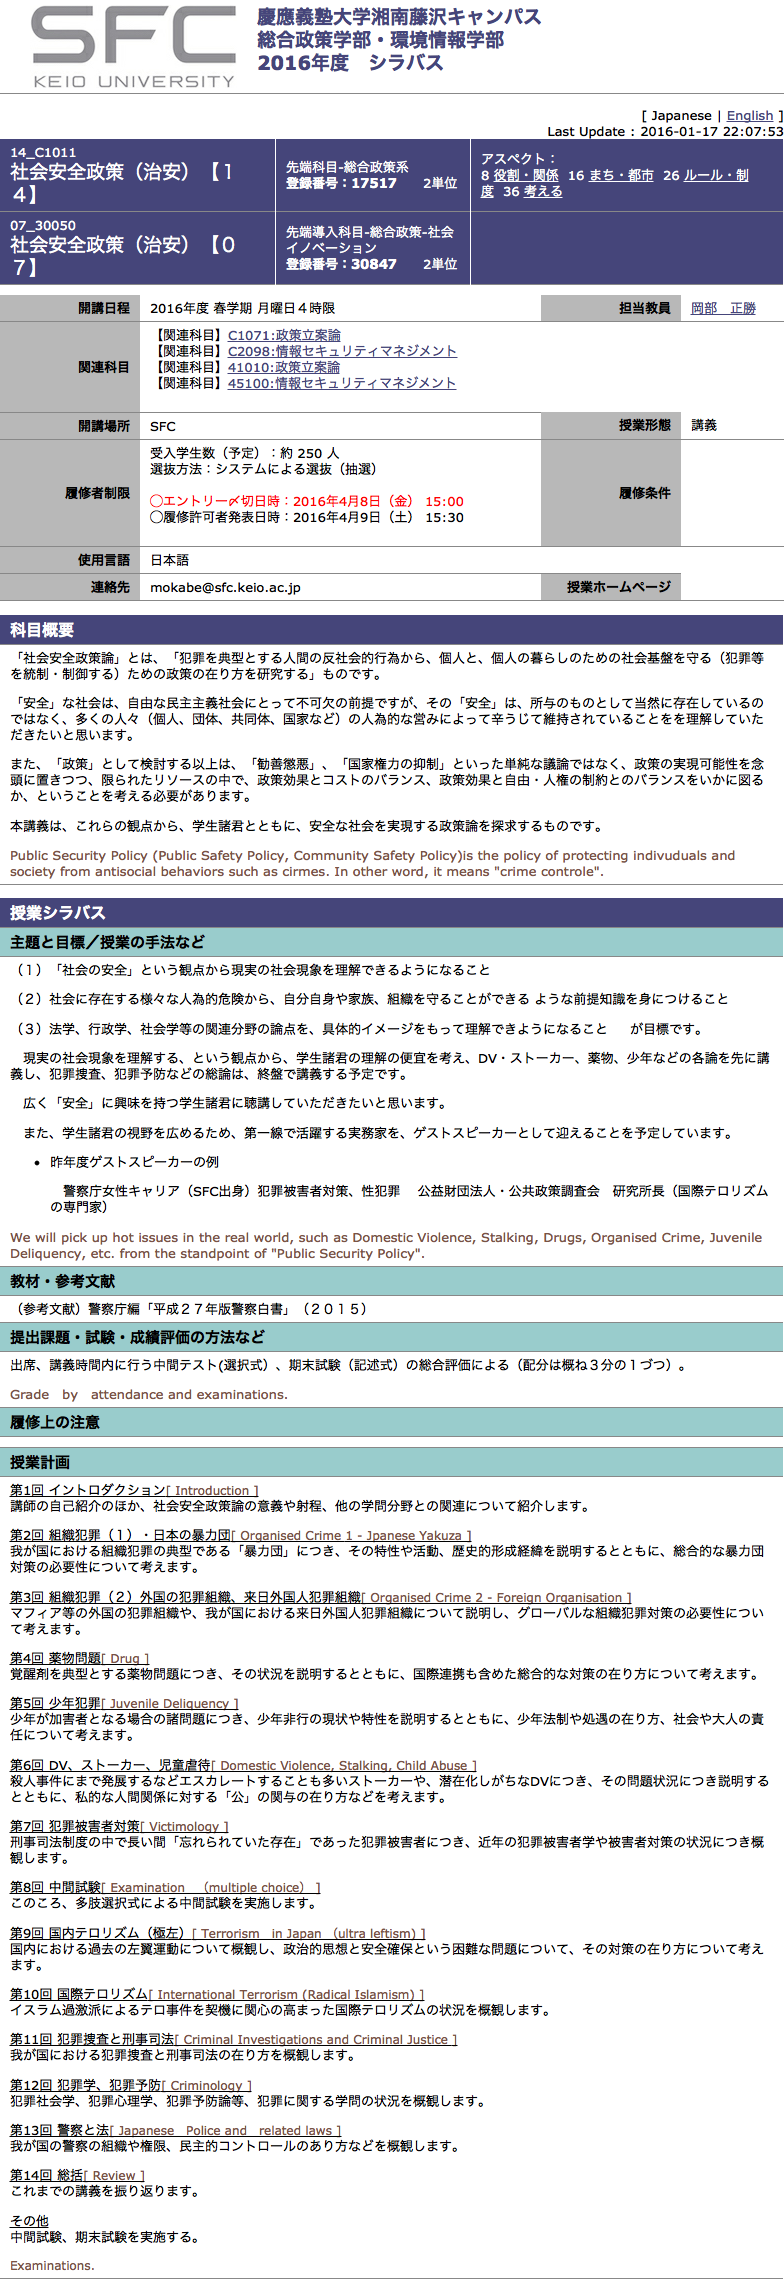 SFC
KEIO UNIVERSITY
慶應義塾大学湘南藤沢キャンパス
総合政策学部・環境情報学部
2016年度　シラバス
[ Japanese | English ]
Last Update : 2016-01-17 22:07:53
14_C1011
社会安全政策（治安）【１
４】
先端科目-総合政策系
登録番号：17517　　2単位
アスペクト：
8 役割・関係  16 まち・都市  26 ルール・制
度  36 考える
07_30050
社会安全政策（治安）【０
７】
先端導入科目-総合政策-社会
イノベーション
登録番号：30847　　2単位
開講日程
2016年度 春学期 月曜日４時限
担当教員
岡部　正勝
関連科目
【関連科目】C1071:政策立案論
【関連科目】C2098:情報セキュリティマネジメント
【関連科目】41010:政策立案論
【関連科目】45100:情報セキュリティマネジメント
開講場所
SFC
授業形態
講義
履修者制限
受入学生数（予定）：約 250 人
選抜方法：システムによる選抜（抽選）
◯エントリー〆切日時：2016年4月8日（金） 15:00
◯履修許可者発表日時：2016年4月9日（土） 15:30
履修条件
使用言語
日本語
連絡先
mokabe@sfc.keio.ac.jp
授業ホームページ
科目概要
「社会安全政策論」とは、「犯罪を典型とする人間の反社会的行為から、個人と、個人の暮らしのための社会基盤を守る（犯罪等
を統制・制御する）ための政策の在り方を研究する」ものです。
「安全」な社会は、自由な民主主義社会にとって不可欠の前提ですが、その「安全」は、所与のものとして当然に存在しているの
ではなく、多くの人々（個人、団体、共同体、国家など）の人為的な営みによって辛うじて維持されていることをを理解していた
だきたいと思います。
また、「政策」として検討する以上は、「勧善懲悪」、「国家権力の抑制」といった単純な議論ではなく、政策の実現可能性を念
頭に置きつつ、限られたリソースの中で、政策効果とコストのバランス、政策効果と自由・人権の制約とのバランスをいかに図る
か、ということを考える必要があります。
本講義は、これらの観点から、学生諸君とともに、安全な社会を実現する政策論を探求するものです。
Public Security Policy (Public Safety Policy, Community Safety Policy)is the policy of protecting indivuduals and
society from antisocial behaviors such as cirmes. In other word, it means "crime controle".
授業シラバス
主題と目標／授業の手法など
（１）「社会の安全」という観点から現実の社会現象を理解できるようになること
（２）社会に存在する様々な人為的危険から、自分自身や家族、組織を守ることができる ような前提知識を身につけること
（３）法学、行政学、社会学等の関連分野の論点を、具体的イメージをもって理解できようになること　  が目標です。
　現実の社会現象を理解する、という観点から、学生諸君の理解の便宜を考え、DV・ストーカー、薬物、少年などの各論を先に講
義し、犯罪捜査、犯罪予防などの総論は、終盤で講義する予定です。
　広く「安全」に興味を持つ学生諸君に聴講していただきたいと思います。
　また、学生諸君の視野を広めるため、第一線で活躍する実務家を、ゲストスピーカーとして迎えることを予定しています。
• 昨年度ゲストスピーカーの例
　警察庁女性キャリア（SFC出身）犯罪被害者対策、性犯罪　 公益財団法人・公共政策調査会　研究所長（国際テロリズム
の専門家）
We will pick up hot issues in the real world, such as Domestic Violence, Stalking, Drugs, Organised Crime, Juvenile
Deliquency, etc. from the standpoint of "Public Security Policy".
教材・参考文献
（参考文献）警察庁編「平成２７年版警察白書」（２０１５）
提出課題・試験・成績評価の方法など
出席、講義時間内に行う中間テスト(選択式）、期末試験（記述式）の総合評価による（配分は概ね３分の１づつ）。
Grade　by　attendance and examinations.
履修上の注意
授業計画
第1回 イントロダクション[ Introduction ]
講師の自己紹介のほか、社会安全政策論の意義や射程、他の学問分野との関連について紹介します。
第2回 組織犯罪（１）・日本の暴力団[ Organised Crime 1 - Jpanese Yakuza ]
我が国における組織犯罪の典型である「暴力団」につき、その特性や活動、歴史的形成経緯を説明するとともに、総合的な暴力団
対策の必要性について考えます。
第3回 組織犯罪（２）外国の犯罪組織、来日外国人犯罪組織[ Organised Crime 2 - Foreign Organisation ]
マフィア等の外国の犯罪組織や、我が国における来日外国人犯罪組織について説明し、グローバルな組織犯罪対策の必要性につい
て考えます。
第4回 薬物問題[ Drug ]
覚醒剤を典型とする薬物問題につき、その状況を説明するとともに、国際連携も含めた総合的な対策の在り方について考えます。
第5回 少年犯罪[ Juvenile Deliquency ]
少年が加害者となる場合の諸問題につき、少年非行の現状や特性を説明するとともに、少年法制や処遇の在り方、社会や大人の責
任について考えます。
第6回 DV、ストーカー、児童虐待[ Domestic Violence, Stalking, Child Abuse ]
殺人事件にまで発展するなどエスカレートすることも多いストーカーや、潜在化しがちなDVにつき、その問題状況につき説明する
とともに、私的な人間関係に対する「公」の関与の在り方などを考えます。
第7回 犯罪被害者対策[ Victimology ]
刑事司法制度の中で長い間「忘れられていた存在」であった犯罪被害者につき、近年の犯罪被害者学や被害者対策の状況につき概
観します。
第8回 中間試験[ Examination　（multiple choice） ]
このころ、多肢選択式による中間試験を実施します。
第9回 国内テロリズム（極左）[ Terrorism　in Japan （ultra leftism) ]
国内における過去の左翼運動について概観し、政治的思想と安全確保という困難な問題について、その対策の在り方について考え
ます。
第10回 国際テロリズム[ International Terrorism (Radical Islamism) ]
イスラム過激派によるテロ事件を契機に関心の高まった国際テロリズムの状況を概観します。
第11回 犯罪捜査と刑事司法[ Criminal Investigations and Criminal Justice ]
我が国における犯罪捜査と刑事司法の在り方を概観します。
第12回 犯罪学、犯罪予防[ Criminology ]
犯罪社会学、犯罪心理学、犯罪予防論等、犯罪に関する学問の状況を概観します。
第13回 警察と法[ Japanese　Police and　related laws ]
我が国の警察の組織や権限、民主的コントロールのあり方などを概観します。
第14回 総括[ Review ]
これまでの講義を振り返ります。
その他
中間試験、期末試験を実施する。
Examinations.